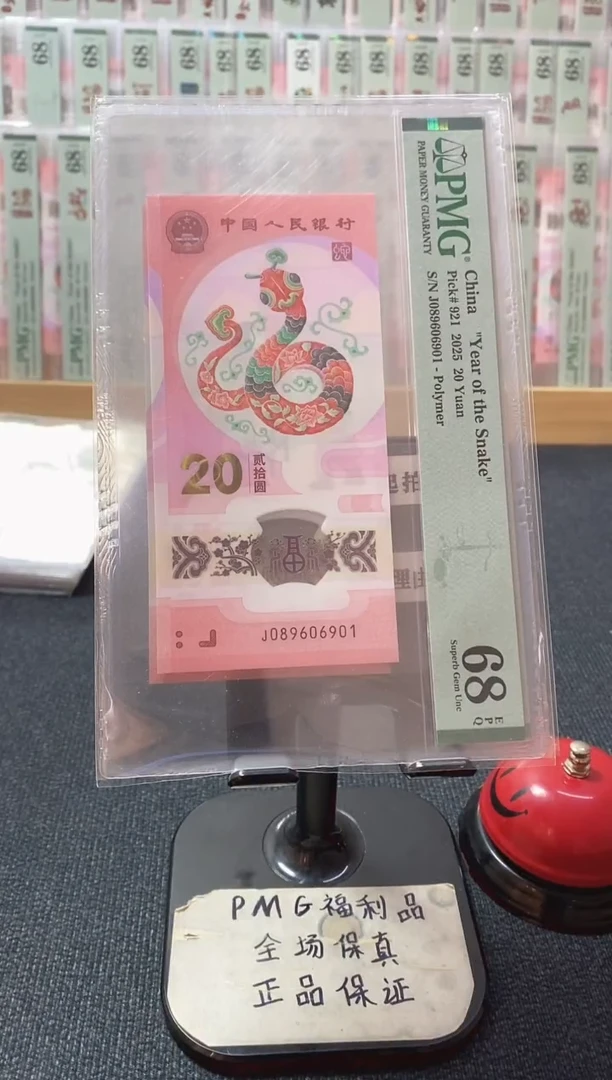 中国人民银行
20
贰拾圆
J089606901
PMG
PAPER MONEY GUARANTY
China "Year of the Snake"
Pick# 921 2025 20 Yuan
S/N J089606901 - Polymer
68
EPQ
Superb Gem Unc
PMG福利品
全场保真
正品保证